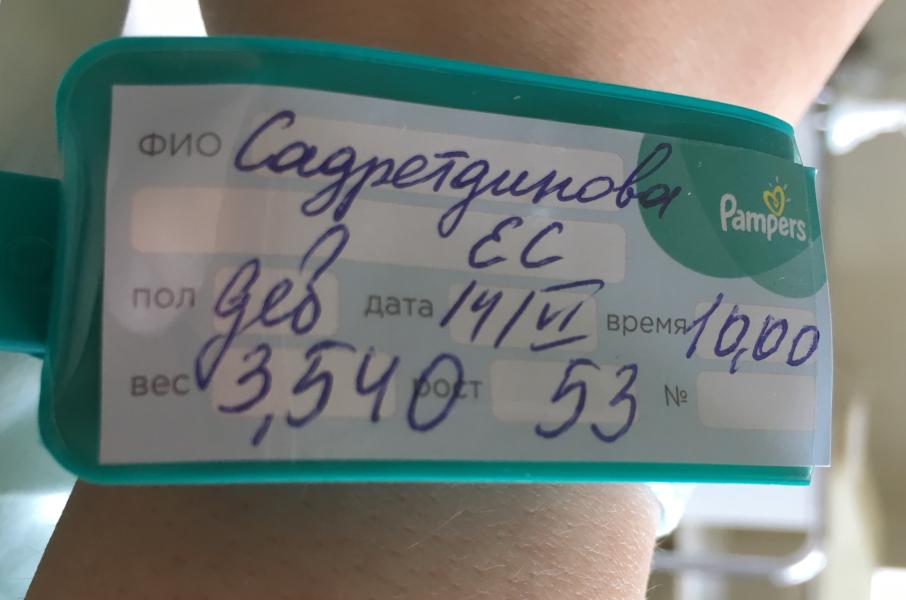 ФИО Садретдинова
Pampers
ЕС
пол дев дата 14/VI время 10,00
вес 3,540 рост 53 №